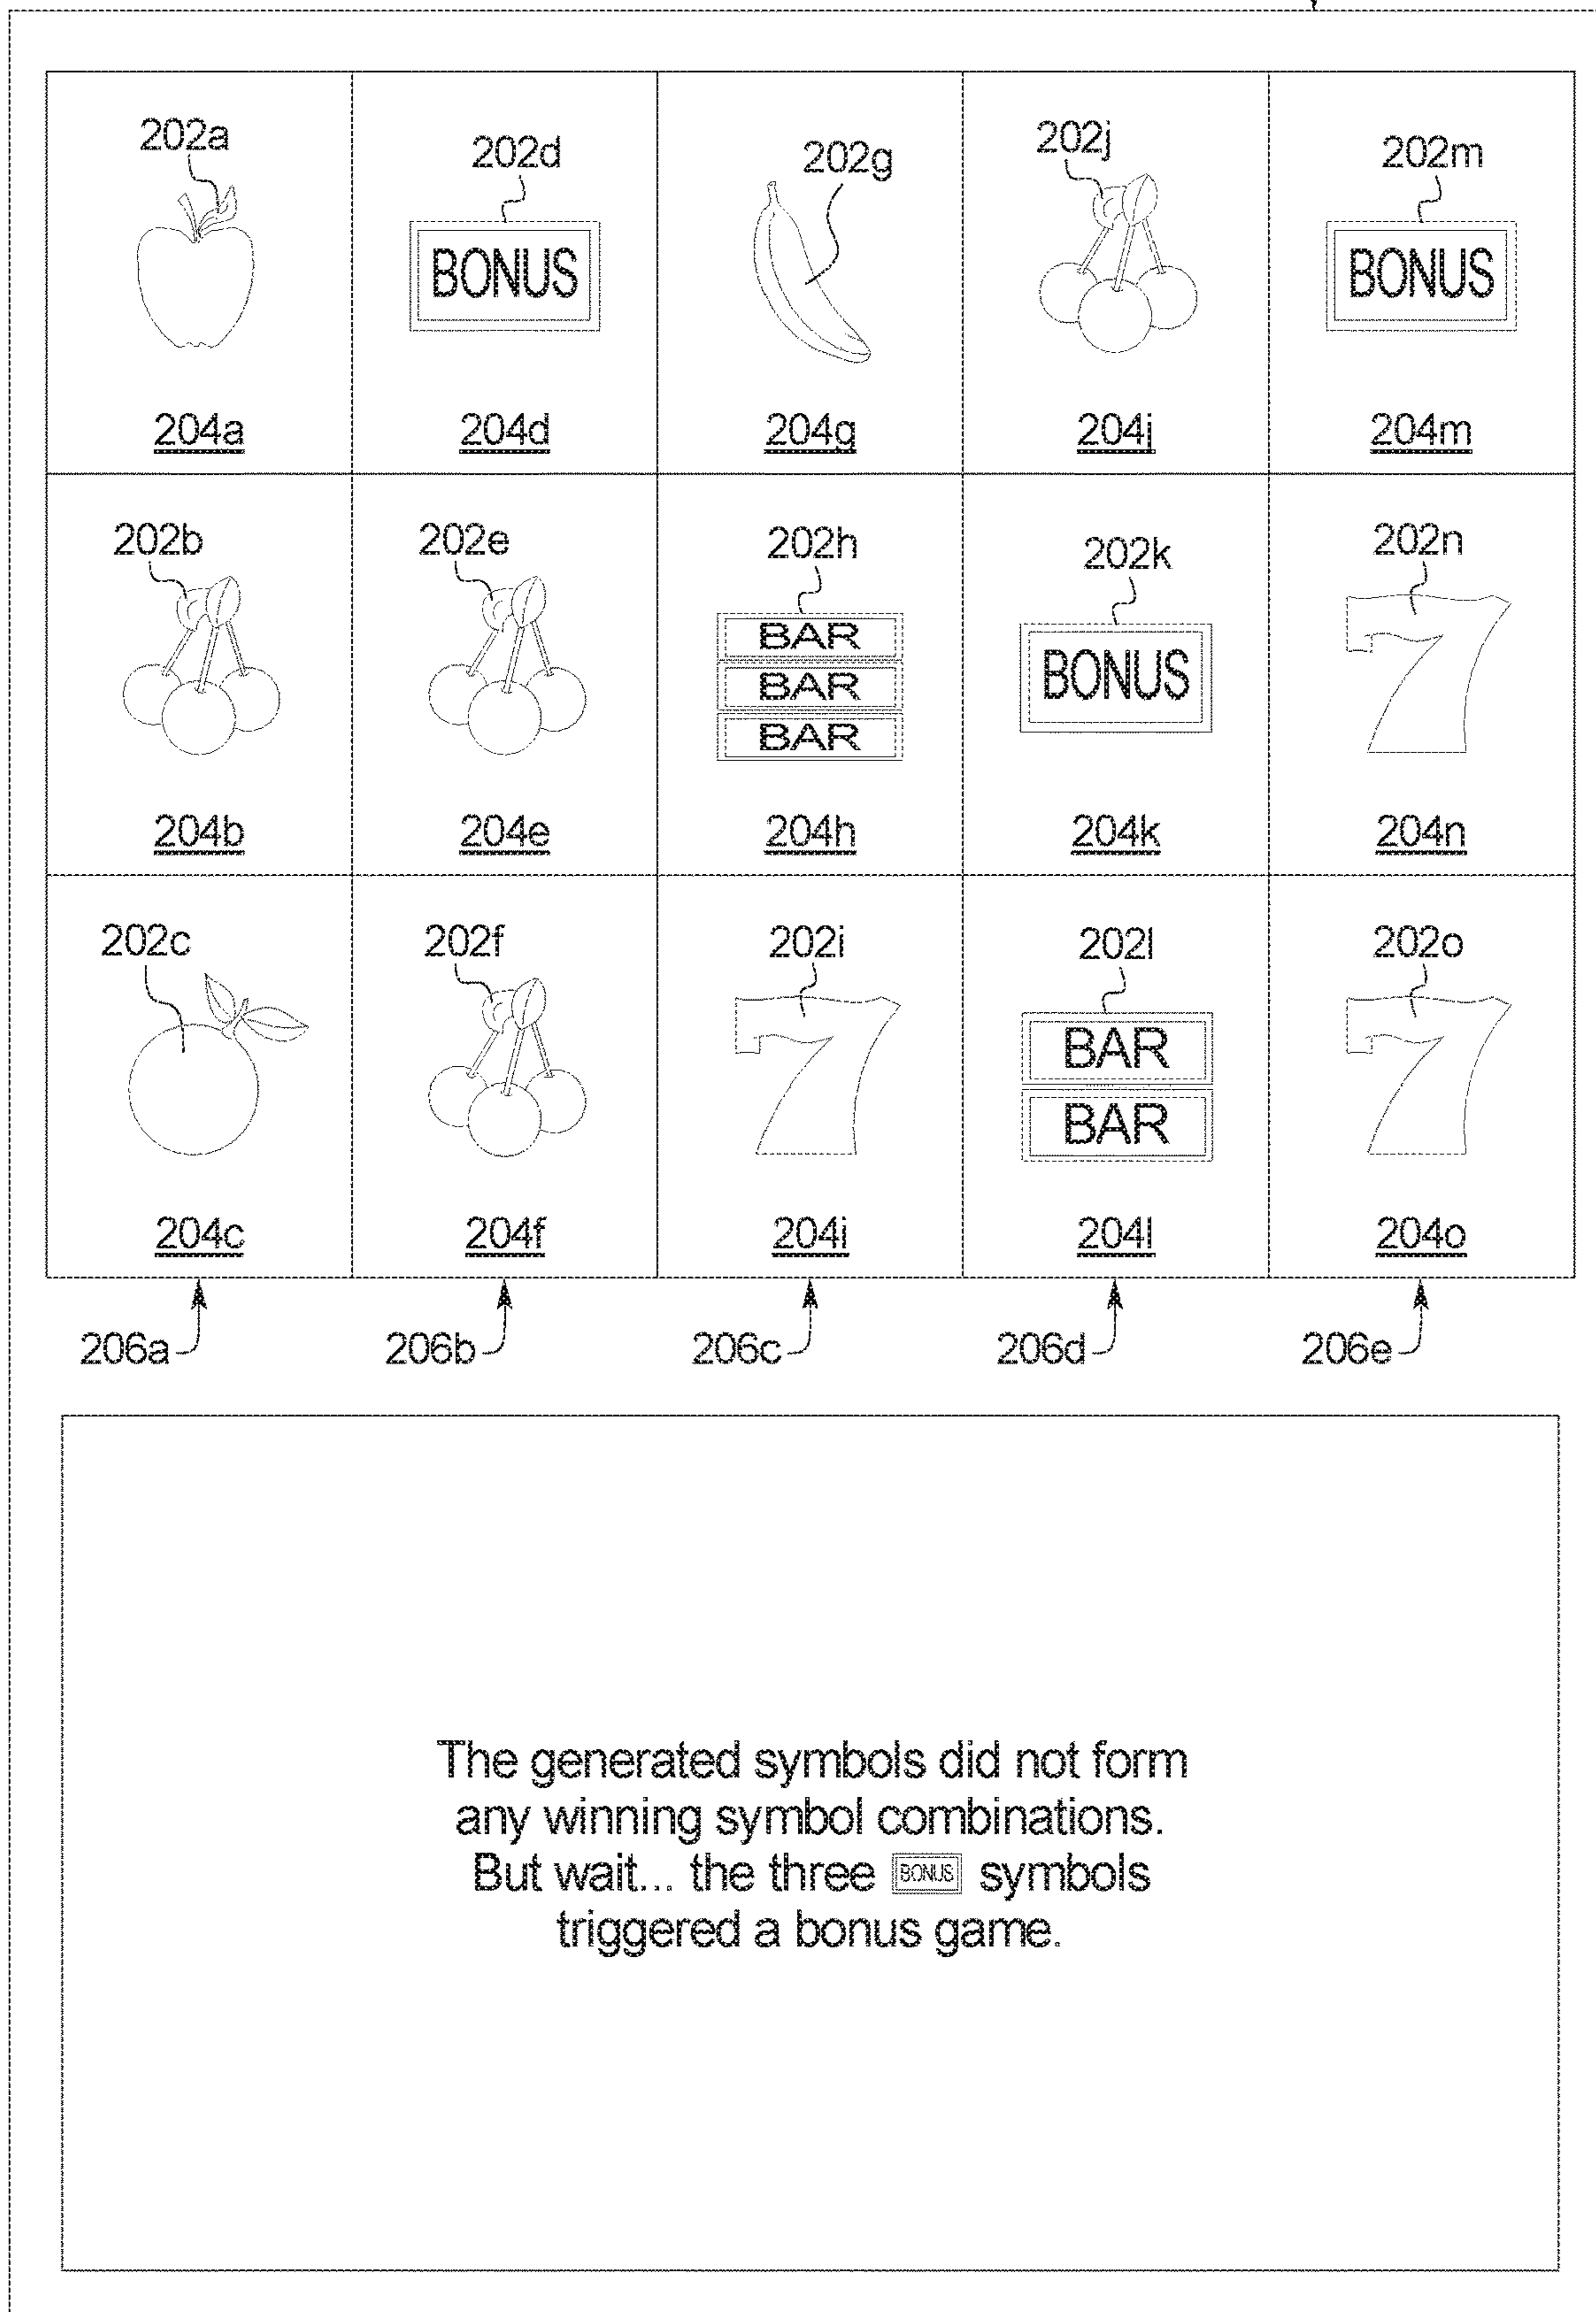 202a 202d 202g 202j 202m
BONUS BONUS
204a 204d 204g 204j 204m
202b 202e 202h 202k 202n
BAR
BAR BONUS 7
BAR
204b 204e 204h 204k 204n
202c 202f 202i 202l 202o
7 BAR 7
BAR
204c 204f 204i 204l 204o
206a 206b 206c 206d 206e
The generated symbols did not form
any winning symbol combinations.
But wait... the three BONUS symbols
triggered a bonus game.